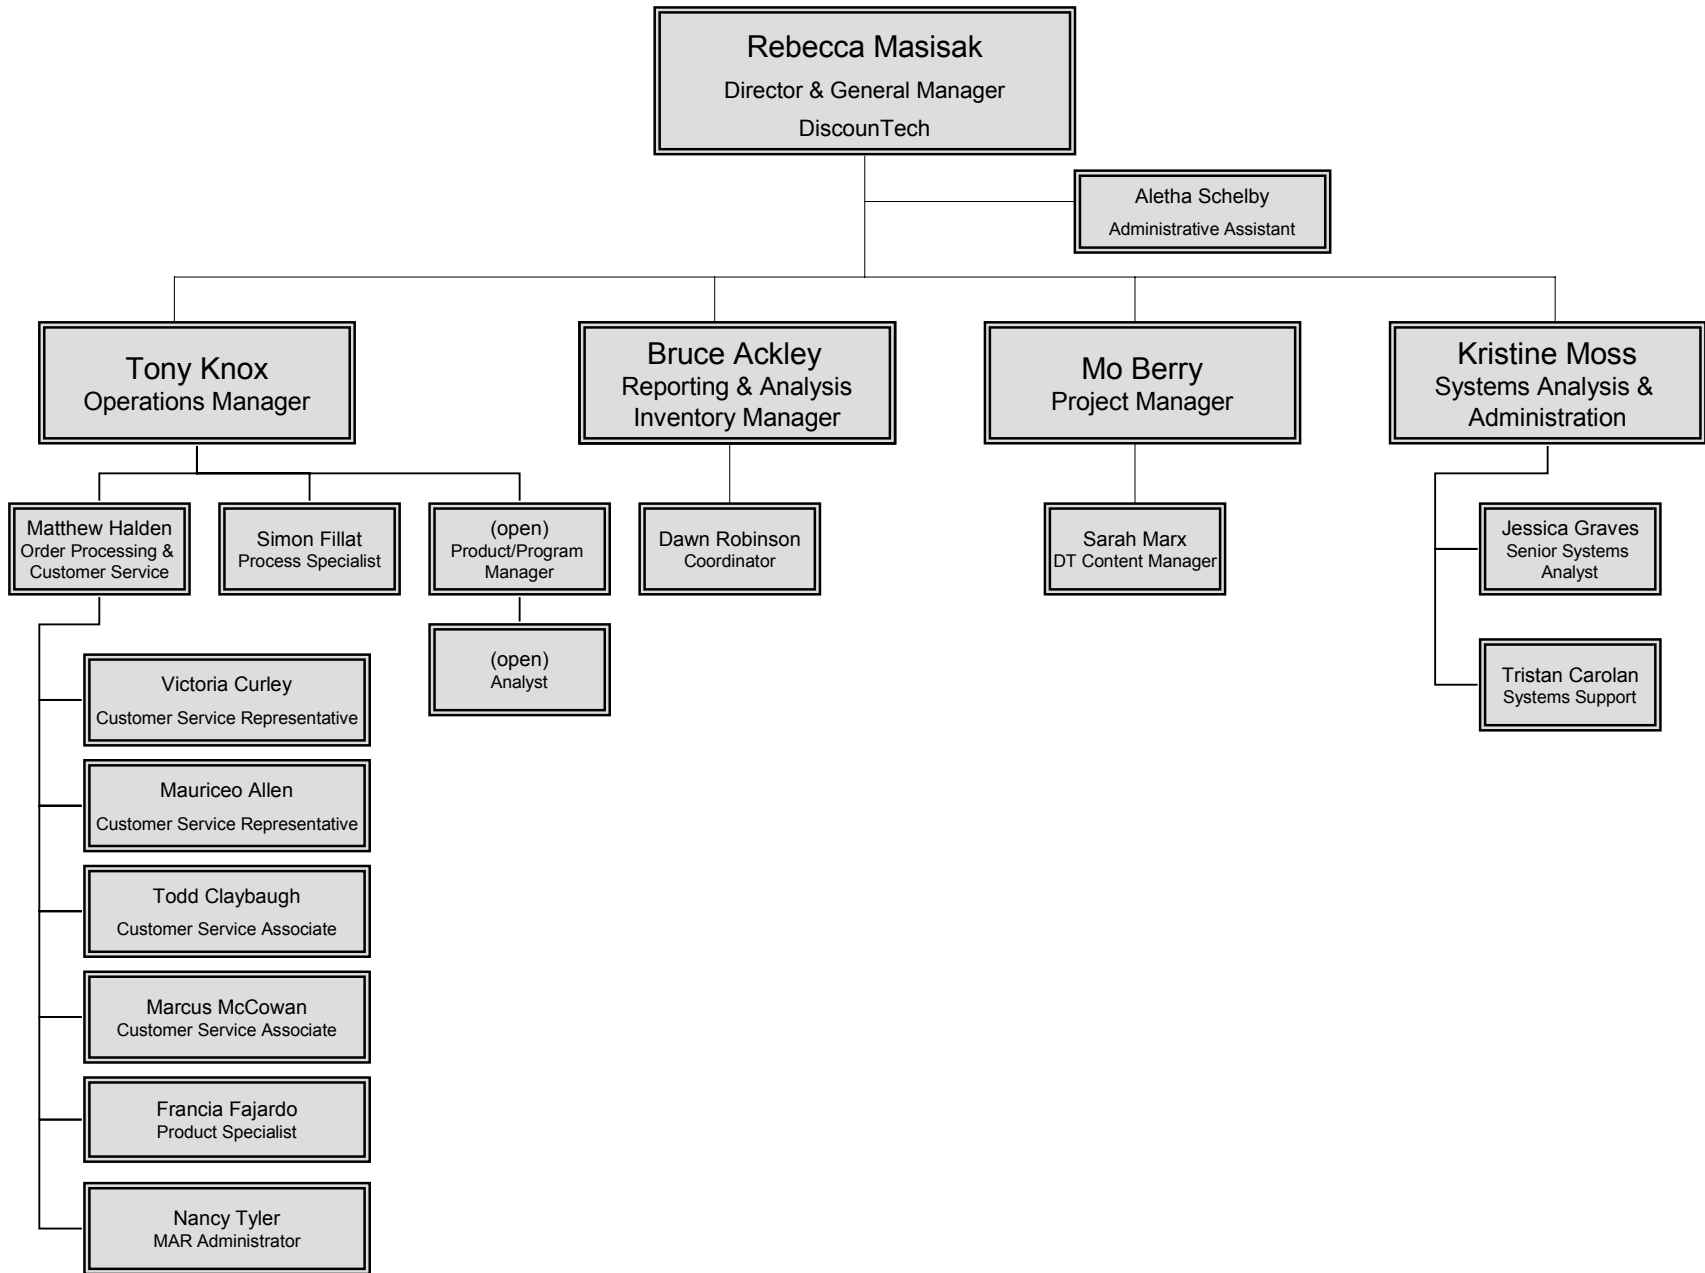 Rebecca Masisak
Director & General Manager
DiscounTech
Aletha Schelby
Administrative Assistant
Tony Knox
Operations Manager
Bruce Ackley
Reporting & Analysis
Inventory Manager
Mo Berry
Project Manager
Kristine Moss
Systems Analysis &
Administration
Matthew Halden
Order Processing &
Customer Service
Simon Fillat
Process Specialist
(open)
Product/Program
Manager
Dawn Robinson
Coordinator
Sarah Marx
DT Content Manager
Jessica Graves
Senior Systems
Analyst
(open)
Analyst
Tristan Carolan
Systems Support
Victoria Curley
Customer Service Representative
Mauriceo Allen
Customer Service Representative
Todd Claybaugh
Customer Service Associate
Marcus McCowan
Customer Service Associate
Francia Fajardo
Product Specialist
Nancy Tyler
MAR Administrator